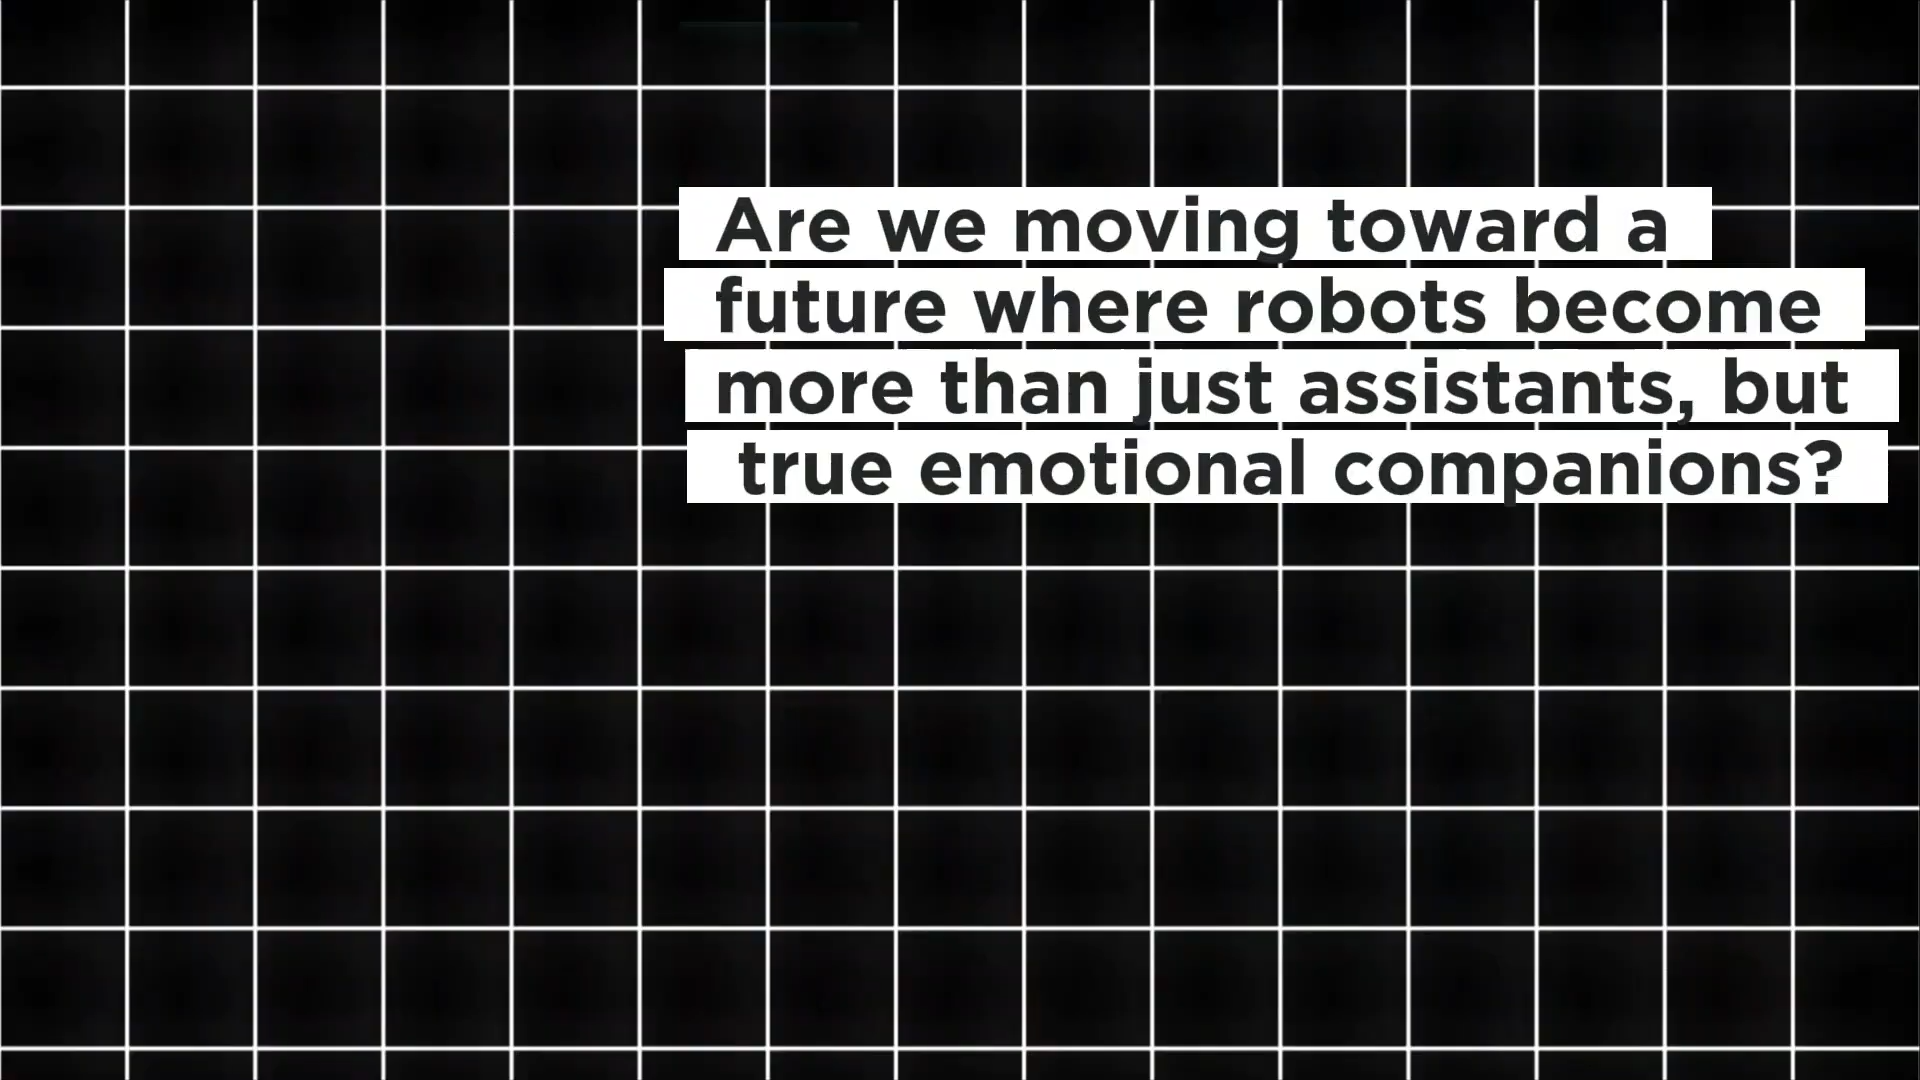 Are we moving toward a
future where robots become
more than just assistants, but
true emotional companions?